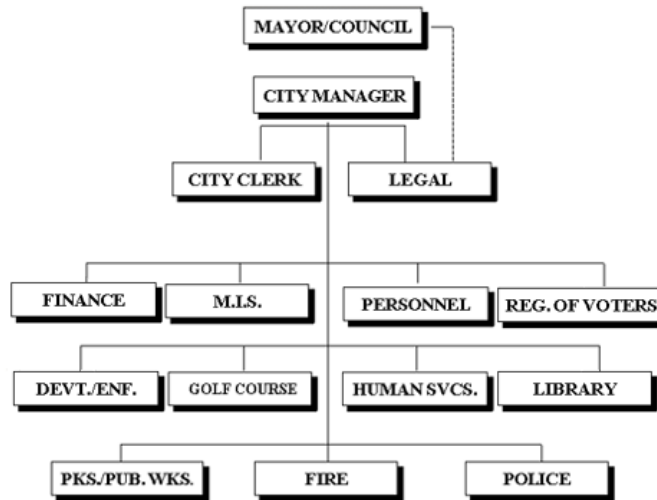 MAYOR/COUNCIL
CITY MANAGER
CITY CLERK
LEGAL
FINANCE
M.I.S.
PERSONNEL
REG. OF VOTERS
DEVT./ENF.
GOLF COURSE
HUMAN SVCS.
LIBRARY
PKS./PUB. WKS.
FIRE
POLICE